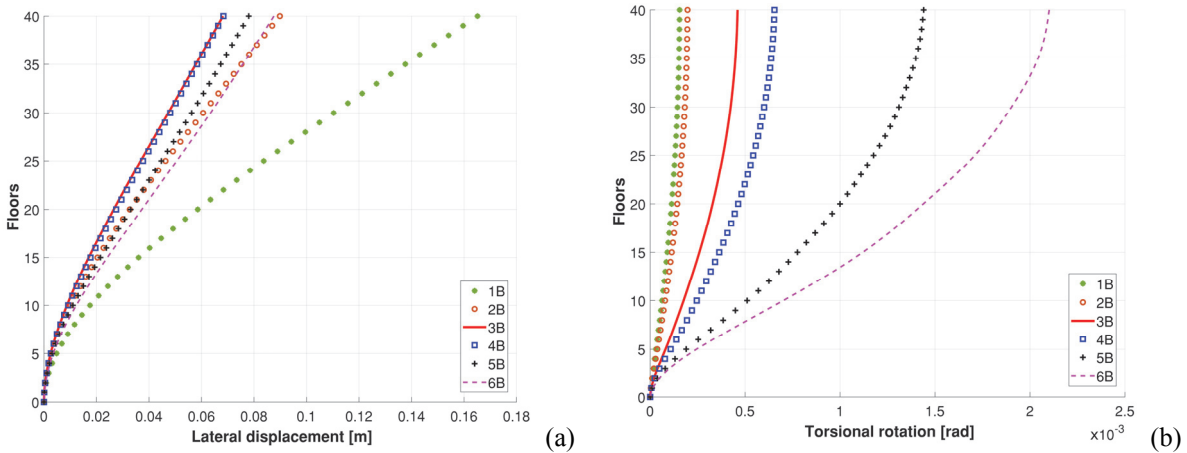 40
35
30
25
20
15
10
5
0
Floors
0
0.02
0.04
0.06
0.08
0.1
0.12
0.14
0.16
0.18
Lateral displacement [m]
1B
2B
3B
4B
5B
6B
(a)
40
35
30
25
20
15
10
5
0
Floors
0
0.5
1
1.5
2
2.5
×10⁻³
Torsional rotation [rad]
1B
2B
3B
4B
5B
6B
(b)